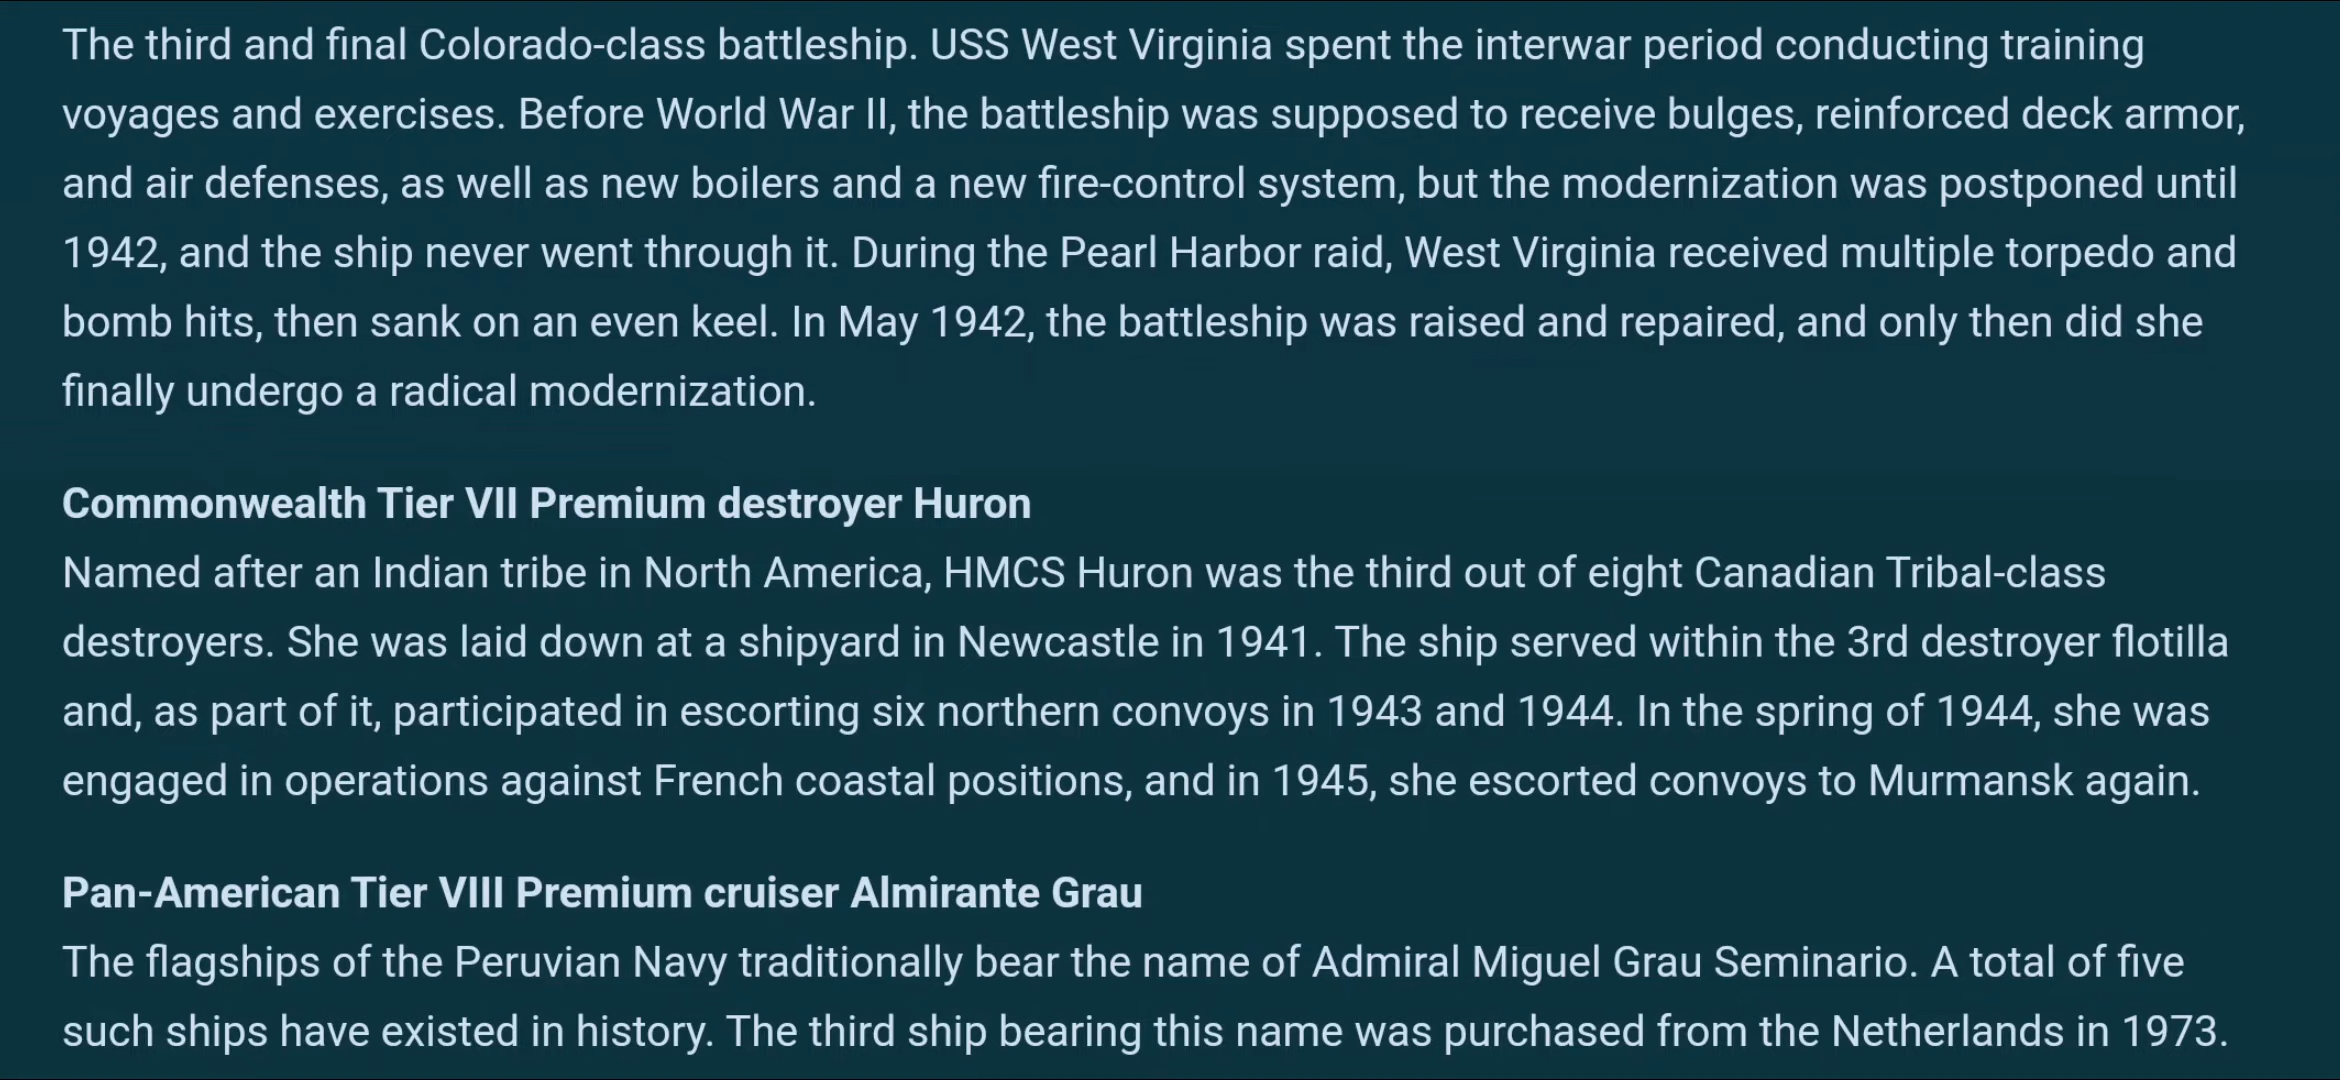 The third and final Colorado-class battleship. USS West Virginia spent the interwar period conducting training
voyages and exercises. Before World War II, the battleship was supposed to receive bulges, reinforced deck armor,
and air defenses, as well as new boilers and a new fire-control system, but the modernization was postponed until
1942, and the ship never went through it. During the Pearl Harbor raid, West Virginia received multiple torpedo and
bomb hits, then sank on an even keel. In May 1942, the battleship was raised and repaired, and only then did she
finally undergo a radical modernization.
Commonwealth Tier VII Premium destroyer Huron
Named after an Indian tribe in North America, HMCS Huron was the third out of eight Canadian Tribal-class
destroyers. She was laid down at a shipyard in Newcastle in 1941. The ship served within the 3rd destroyer flotilla
and, as part of it, participated in escorting six northern convoys in 1943 and 1944. In the spring of 1944, she was
engaged in operations against French coastal positions, and in 1945, she escorted convoys to Murmansk again.
Pan-American Tier VIII Premium cruiser Almirante Grau
The flagships of the Peruvian Navy traditionally bear the name of Admiral Miguel Grau Seminario. A total of five
such ships have existed in history. The third ship bearing this name was purchased from the Netherlands in 1973.